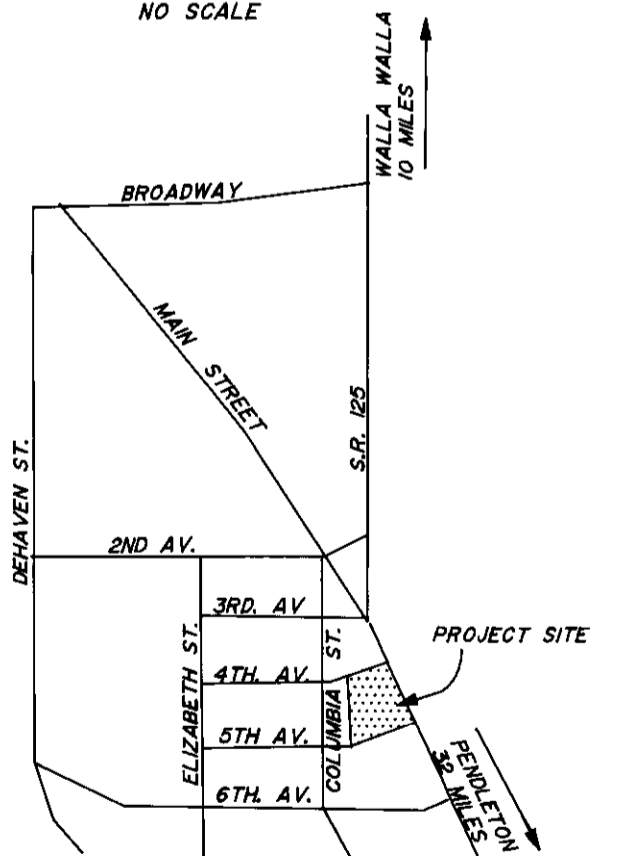 NO SCALE
WALLA WALLA
10 MILES
BROADWAY
MAIN STREET
S.R. 125
DEHAVEN ST.
2ND AV.
3RD. AV
PROJECT SITE
4TH. AV.
ELIZABETH ST.
COLUMBIA ST.
5TH AV.
6TH. AV.
PENDLETON
32 MILES